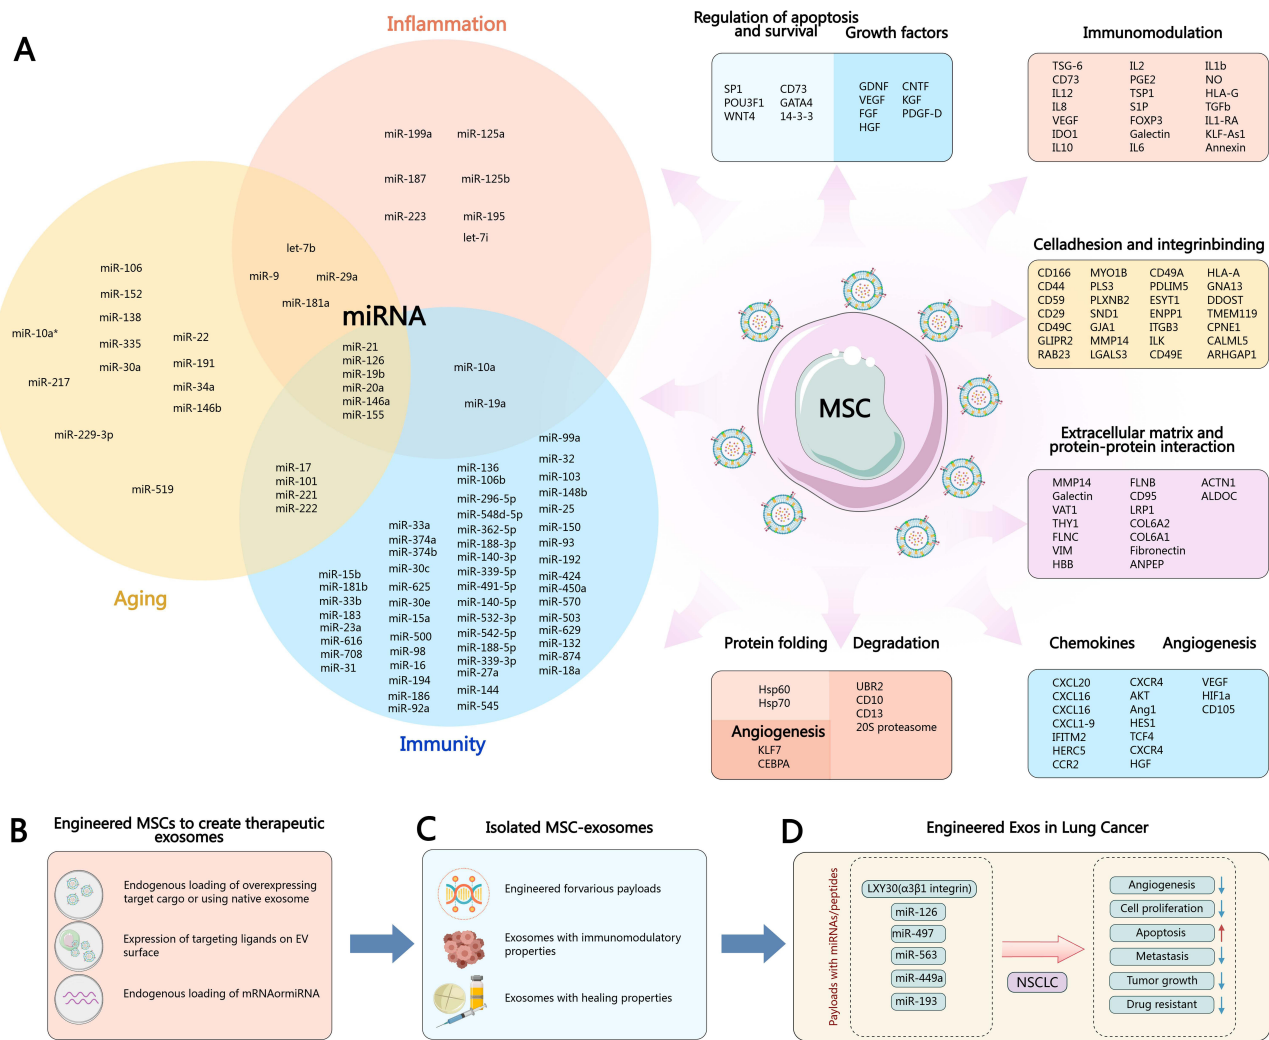 A
Inflammation
miR-199a
miR-125a
miR-187
miR-125b
miR-223
miR-195
let-7i
let-7b
miR-9
miR-29a
miR-181a
miRNA
miR-106
miR-152
miR-138
miR-10a*
miR-335
miR-22
miR-30a
miR-191
miR-217
miR-34a
miR-146b
miR-229-3p
miR-519
Aging
miR-21
miR-126
miR-19b
miR-20a
miR-146a
miR-155
miR-10a
miR-19a
miR-17
miR-101
miR-221
miR-222
miR-15b
miR-181b
miR-33b
miR-183
miR-23a
miR-616
miR-708
miR-31
miR-33a
miR-374a
miR-374b
miR-30c
miR-625
miR-30e
miR-15a
miR-500
miR-98
miR-16
miR-194
miR-186
miR-92a
miR-136
miR-106b
miR-296-5p
miR-548d-5p
miR-362-5p
miR-188-3p
miR-140-3p
miR-339-5p
miR-491-5p
miR-140-5p
miR-532-3p
miR-542-5p
miR-188-5p
miR-339-3p
miR-27a
miR-144
miR-545
miR-99a
miR-32
miR-103
miR-148b
miR-25
miR-150
miR-93
miR-192
miR-424
miR-450a
miR-570
miR-503
miR-629
miR-132
miR-874
miR-18a
Immunity
Regulation of apoptosis
and survival
SP1 CD73
POU3F1 GATA4
WNT4 14-3-3
Growth factors
GDNF CNTF
VEGF KGF
FGF PDGF-D
HGF
Immunomodulation
TSG-6 IL2 IL1b
CD73 PGE2 NO
IL12 TSP1 HLA-G
IL8 S1P TGFb
VEGF FOXP3 IL1-RA
IDO1 Galectin KLF-As1
IL10 IL6 Annexin
Celladhesion and integrinbinding
CD166 MYO1B CD49A HLA-A
CD44 PLS3 PDLIM5 GNA13
CD59 PLXNB2 ESYT1 DDOST
CD29 SND1 ENPP1 TMEM119
CD49C GJA1 ITGB3 CPNE1
GLIPR2 MMP14 ILK CALML5
RAB23 LGALS3 CD49E ARHGAP1
MSC
Extracellular matrix and
protein-protein interaction
MMP14 FLNB ACTN1
Galectin CD95 ALDOC
VAT1 LRP1
THY1 COL6A2
FLNC COL6A1
VIM Fibronectin
HBB ANPEP
Protein folding
Hsp60
Hsp70
Angiogenesis
KLF7
CEBPA
Degradation
UBR2
CD10
CD13
20S proteasome
Chemokines Angiogenesis
CXCL20 CXCR4 VEGF
CXCL16 AKT HIF1a
CXCL16 Ang1 CD105
CXCL1-9 HES1
IFITM2 TCF4
HERC5 CXCR4
CCR2 HGF
B
Engineered MSCs to create therapeutic
exosomes
Endogenous loading of overexpressing
target cargo or using native exosome
Expression of targeting ligands on EV
surface
Endogenous loading of mRNAormiRNA
C
Isolated MSC-exosomes
Engineered forvarious payloads
Exosomes with immunomodulatory
properties
Exosomes with healing properties
D
Engineered Exos in Lung Cancer
Payloads with miRNAs/peptides
LXY30(α3β1 integrin)
miR-126
miR-497
miR-563
miR-449a
miR-193
NSCLC
Angiogenesis ↓
Cell proliferation ↓
Apoptosis ↑
Metastasis ↓
Tumor growth ↓
Drug resistant ↓